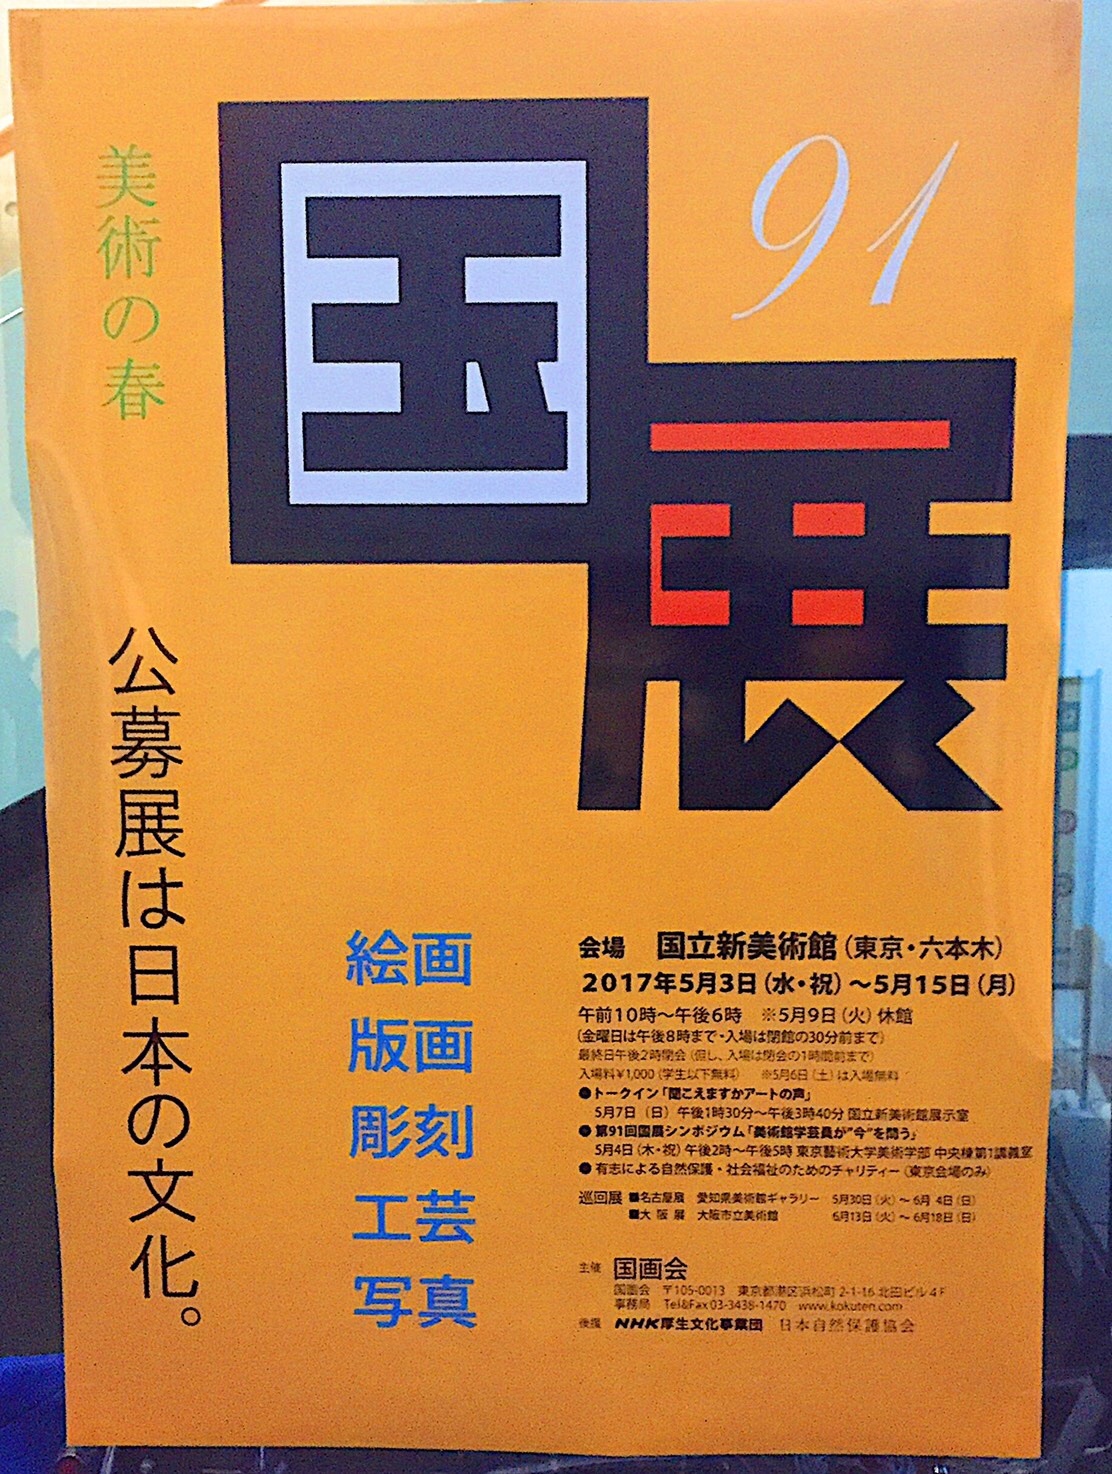 91
国展
美術の春
公募展は日本の文化。
絵画
版画
彫刻
工芸
写真
会場 国立新美術館(東京・六本木)
2017年5月3日(水・祝)〜5月15日(月)
午前10時〜午後6時 ※5月9日(火)休館
(金曜日は午後8時まで・入場は閉館の30分前まで)
最終日午後2時閉会(但し、入場は閉会の1時間前まで)
入場料¥1,000(学生以下無料) ※5月6日(土)は入場無料
●トークイン「聞こえますかアートの声」
5月7日(日)午後1時30分〜午後3時40分 国立新美術館展示室
●第91回国展シンポジウム「美術館学芸員が"今"を問う」
5月4日(木・祝)午後2時〜午後5時 東京藝術大学美術学部 中央棟第1講義室
●有志による自然保護・社会福祉のためのチャリティー(東京会場のみ)
巡回展 ■名古屋展 愛知県美術館ギャラリー 5月30日(火)〜6月4日(日)
■大阪展 大阪市立美術館 6月13日(火)〜6月18日(日)
主催 国画会
国画会 〒105-0013 東京都港区浜松町2-1-16 北田ビル4F
事務局 Tel&Fax 03-3438-1470 www.kokuten.com
後援 NHK厚生文化事業団 日本自然保護協会